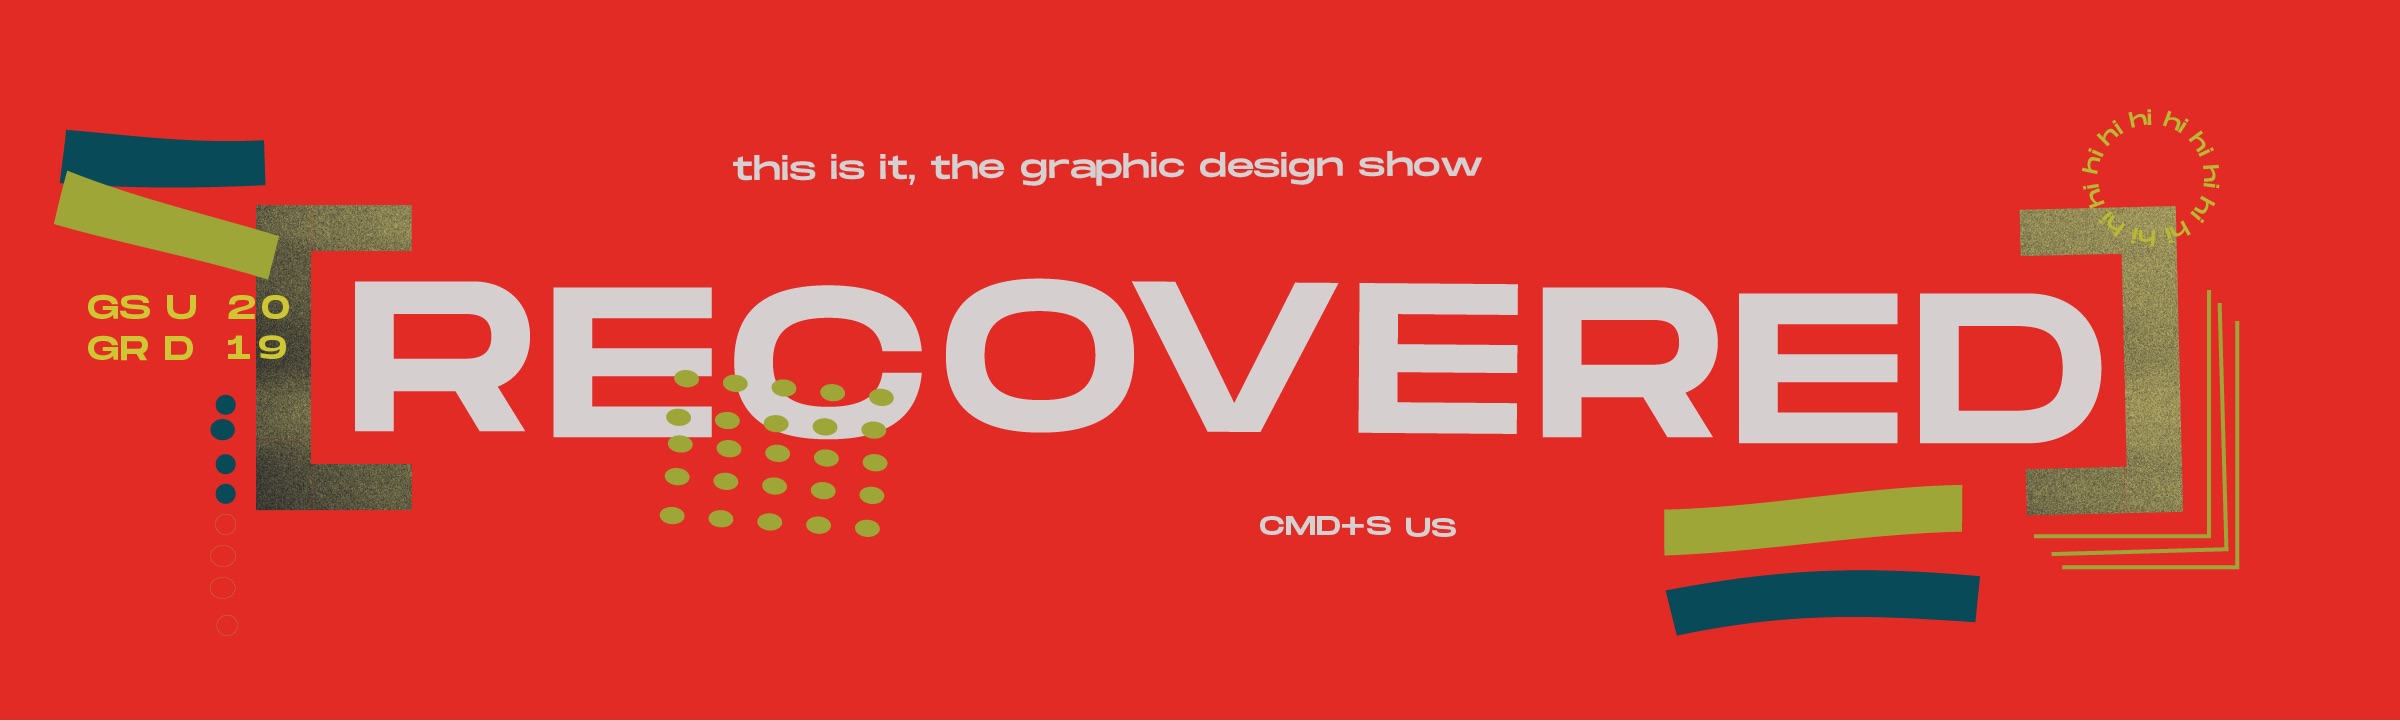 this is it, the graphic design show
hi hi hi hi hi hi hi hi hi hi hi
GS U 20
GR D 19
[RECOVERED]
CMD+S US